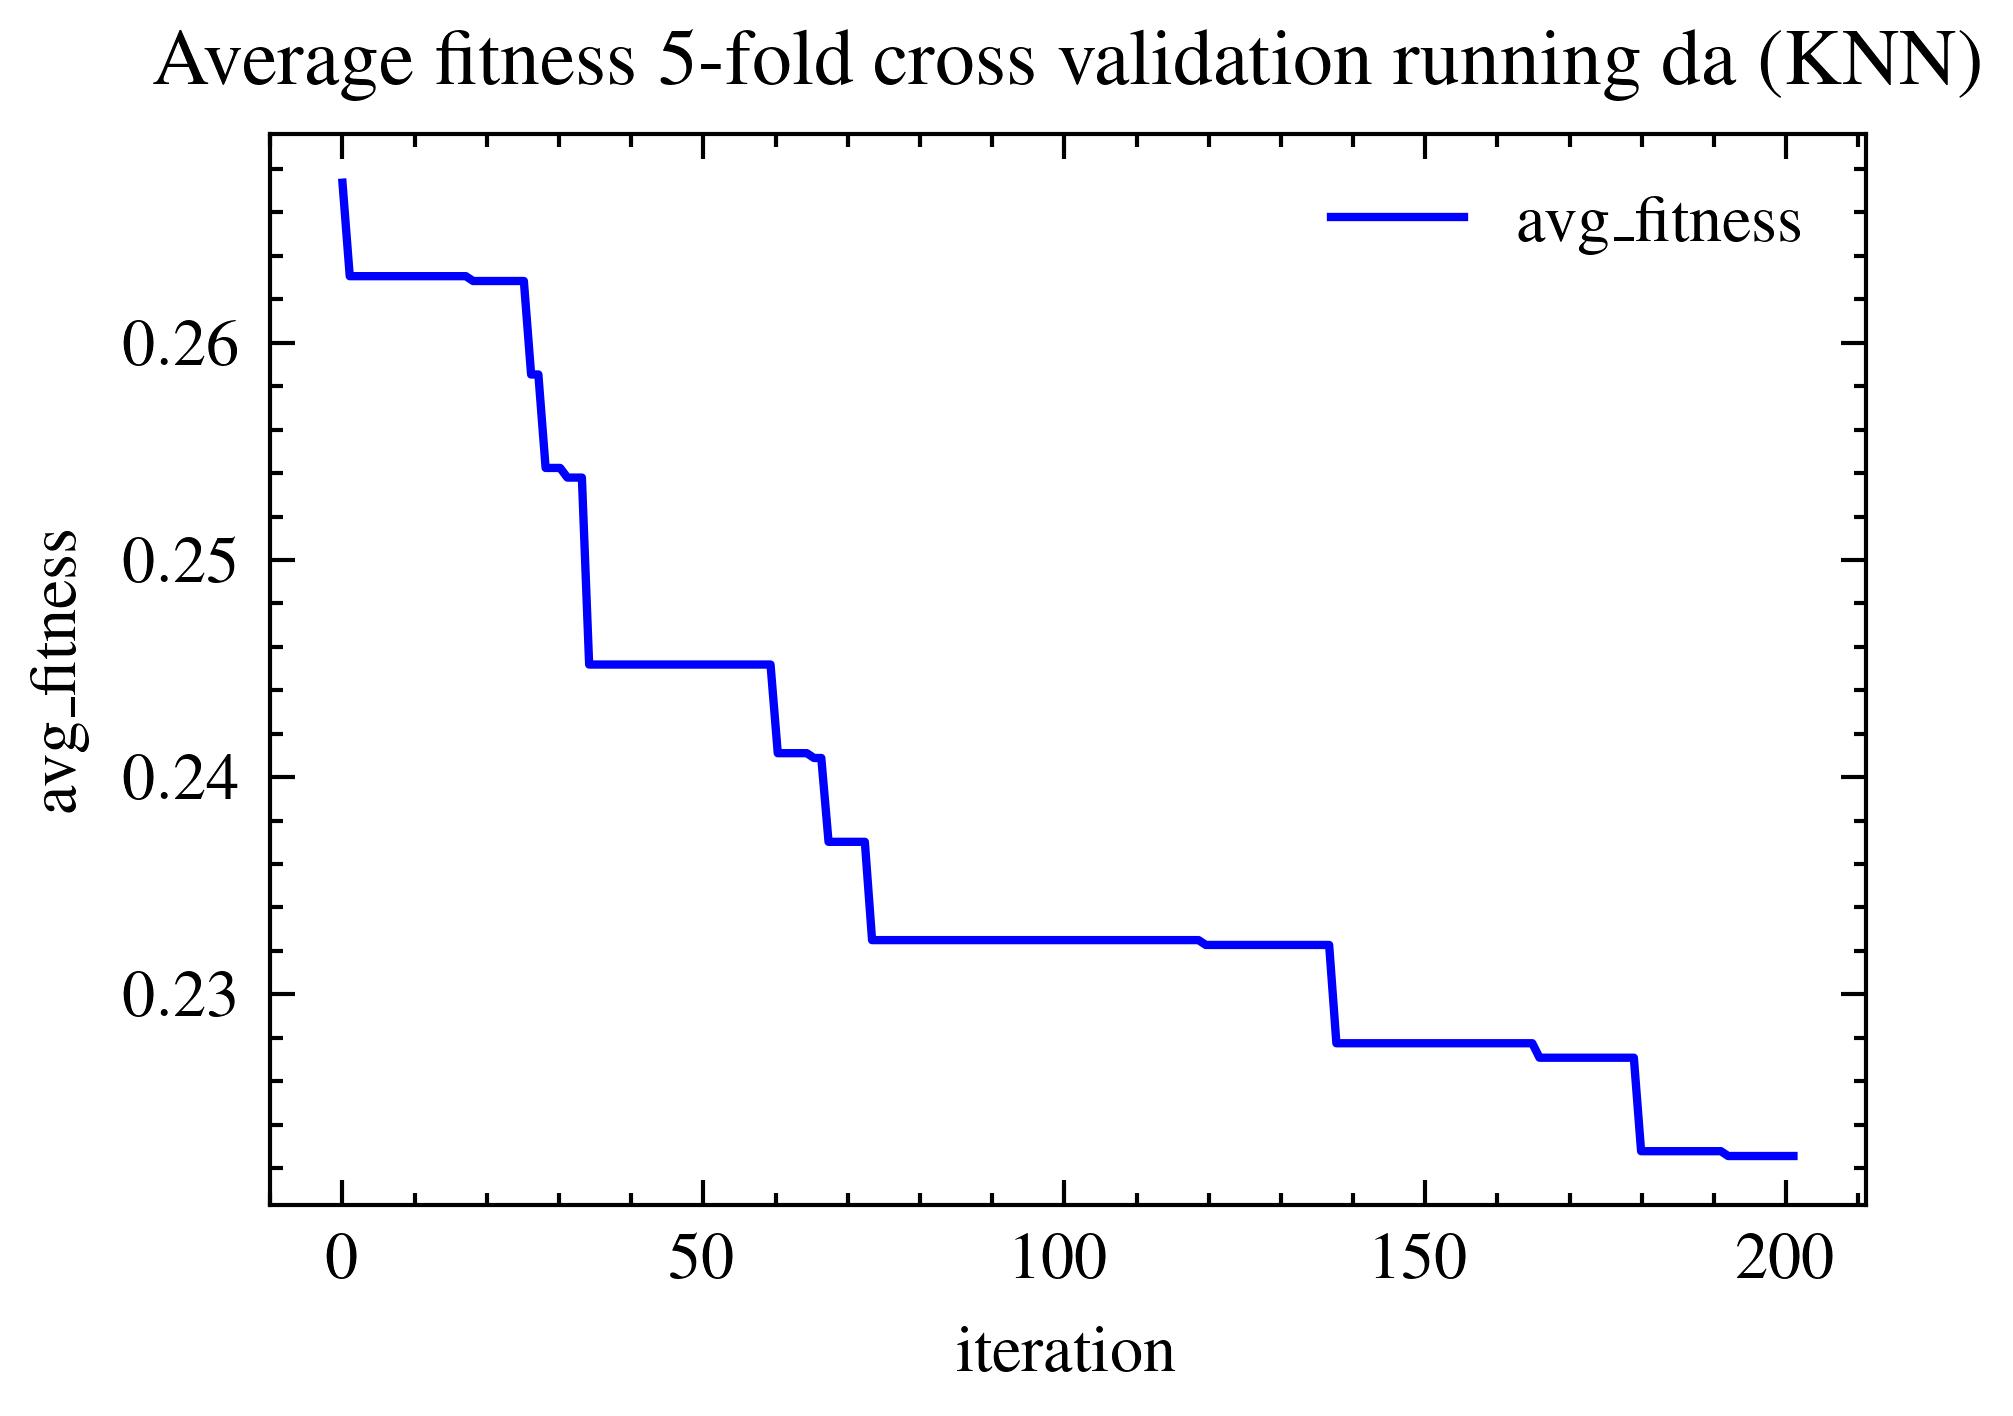 Average fitness 5-fold cross validation running da (KNN)
avg_fitness
0.26
0.25
0.24
0.23
avg_fitness
0 50 100 150 200
iteration